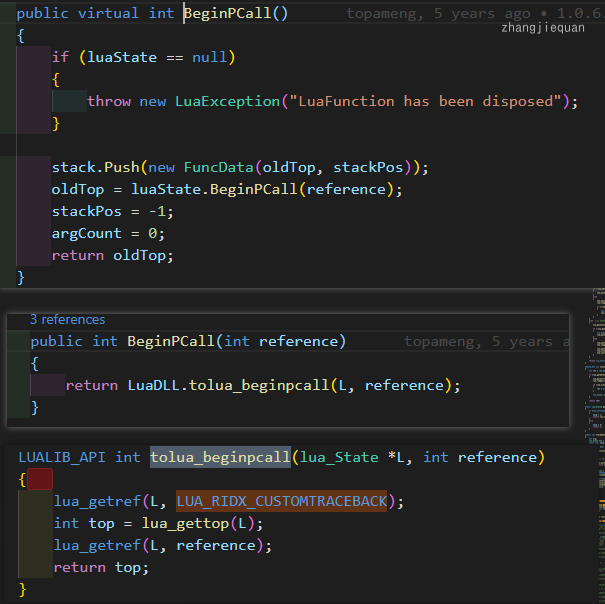 public virtual int BeginPCall()        topameng, 5 years ago • 1.0.6.
zhangjiequan
{
    if (luaState == null)
    {
        throw new LuaException("LuaFunction has been disposed");
    }
    stack.Push(new FuncData(oldTop, stackPos));
    oldTop = luaState.BeginPCall(reference);
    stackPos = -1;
    argCount = 0;
    return oldTop;
}
3 references
public int BeginPCall(int reference)        topameng, 5 years a
{
    return LuaDLL.tolua_beginpcall(L, reference);
}
LUALIB_API int tolua_beginpcall(lua_State *L, int reference)
{
    lua_getref(L, LUA_RIDX_CUSTOMTRACEBACK);
    int top = lua_gettop(L);
    lua_getref(L, reference);
    return top;
}